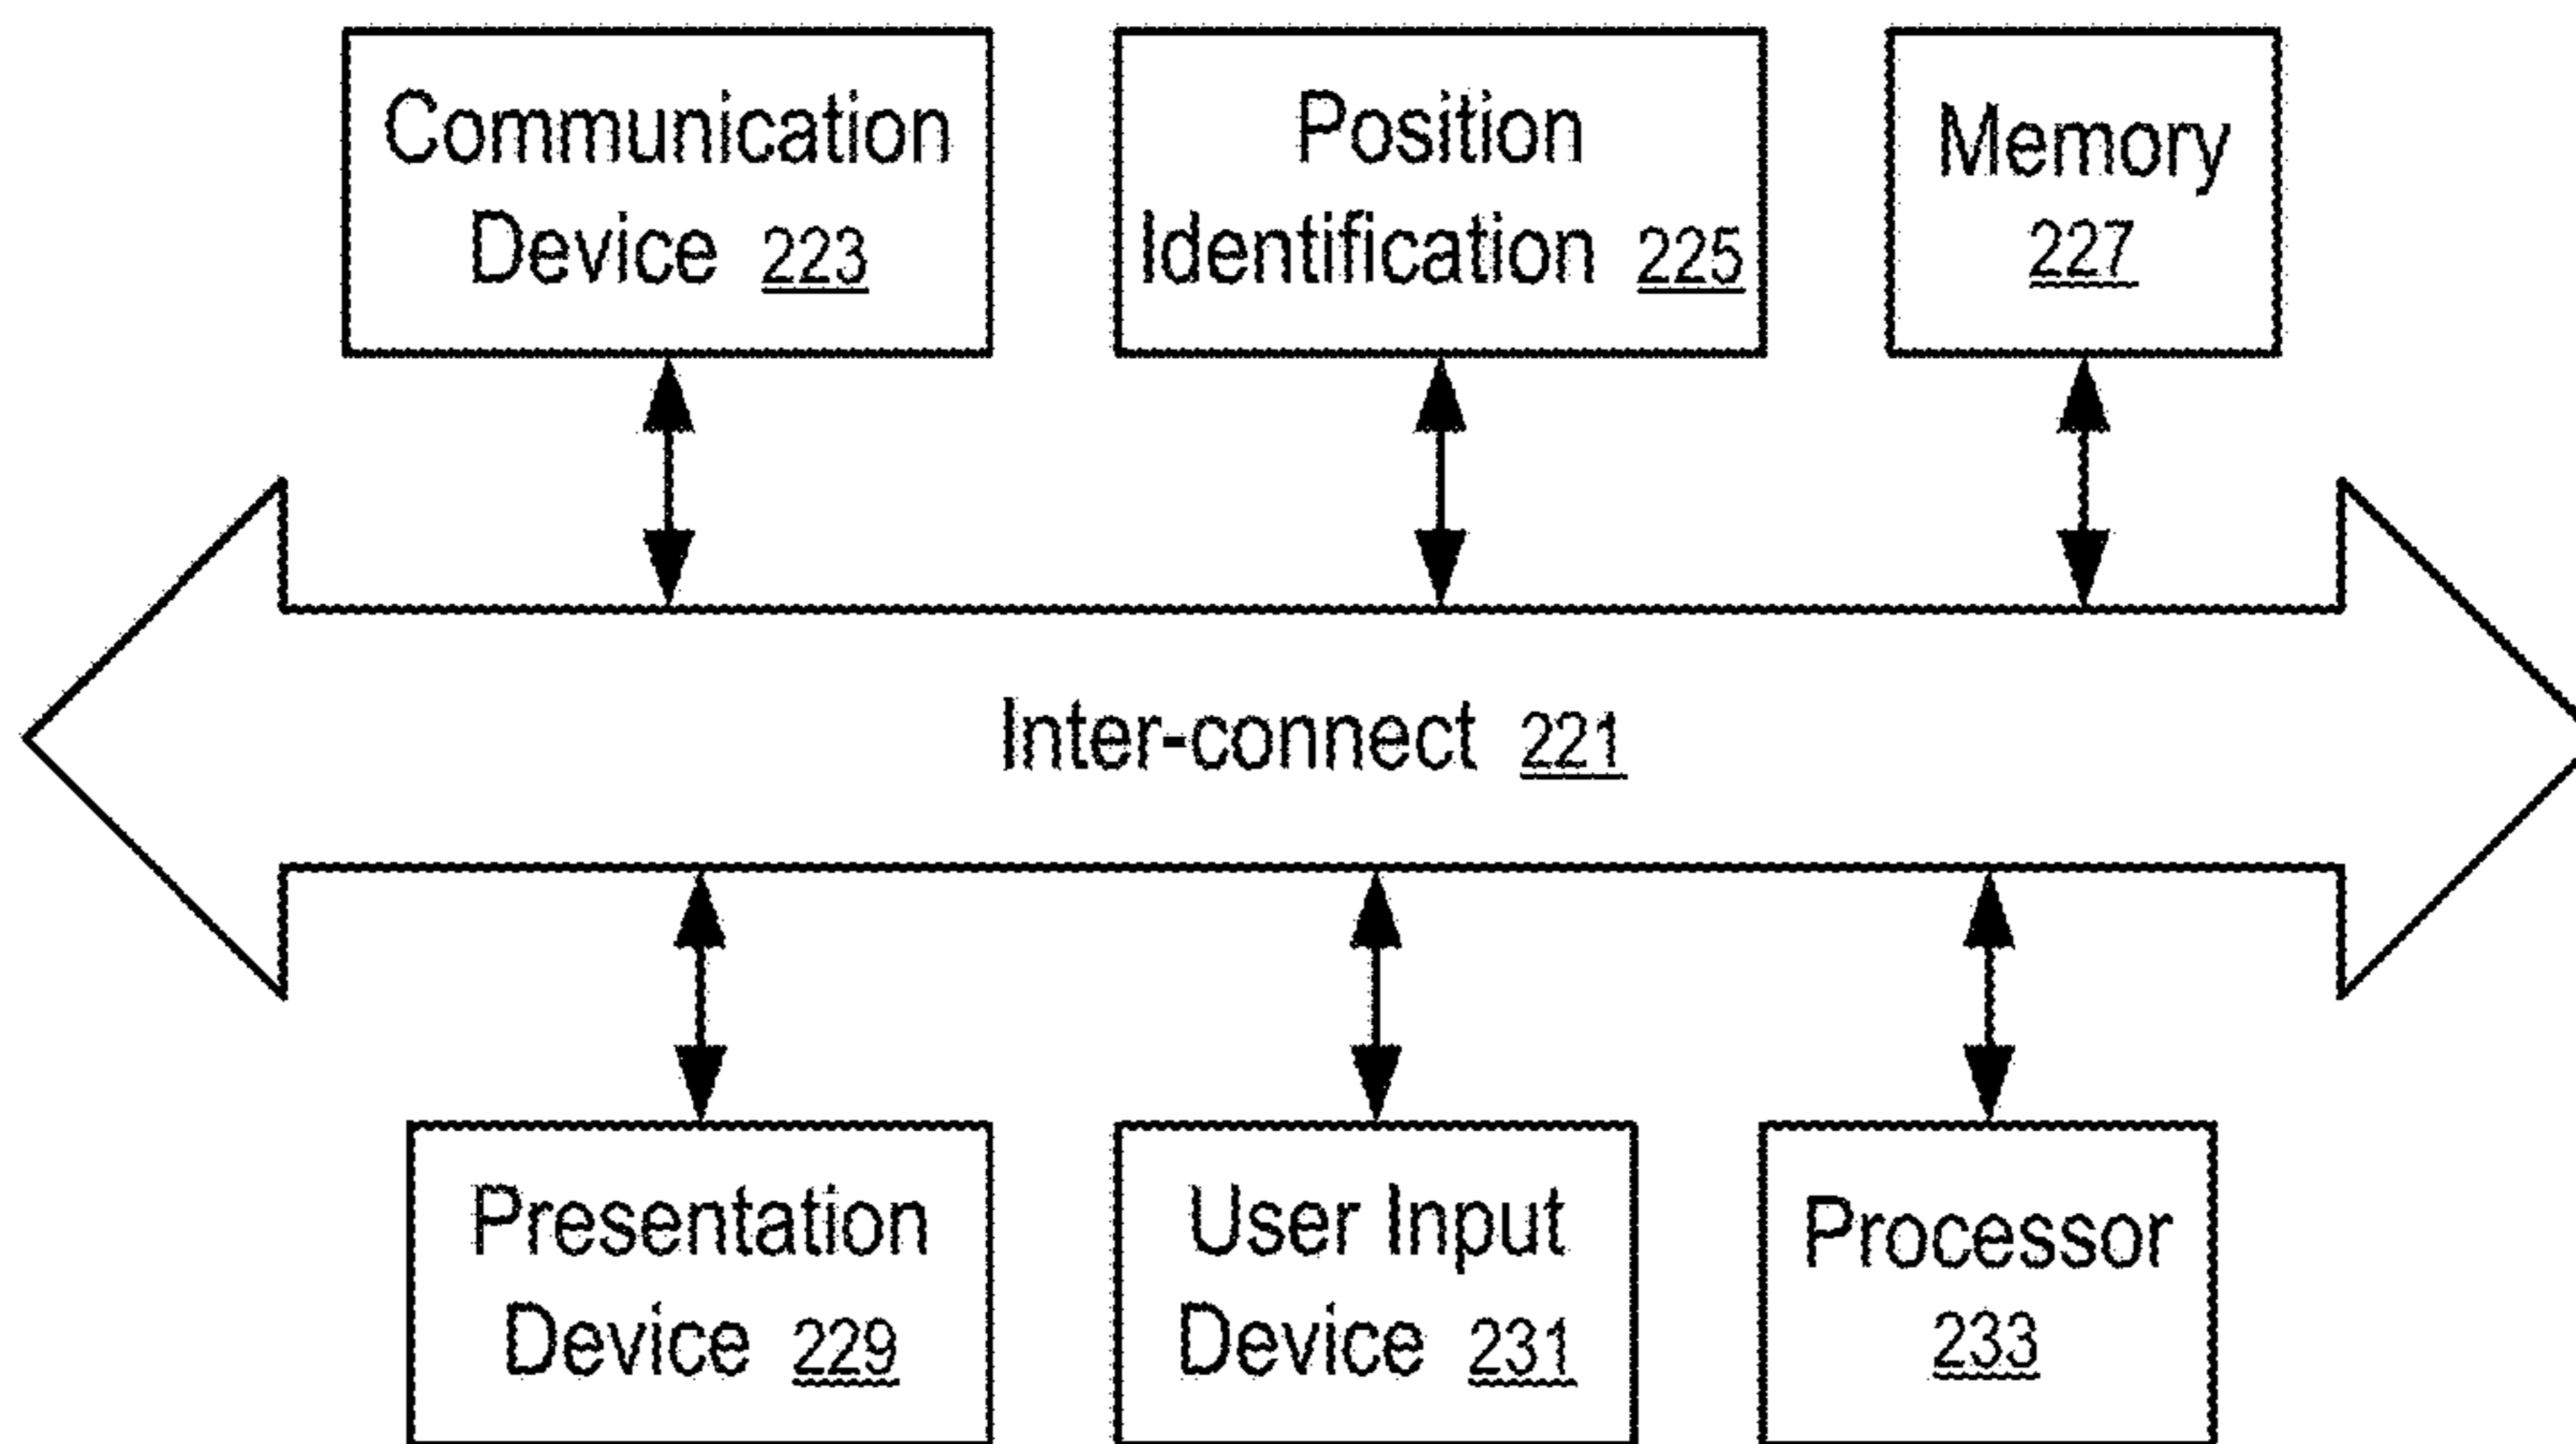 Communication
Device 223
Position
Identification 225
Memory
227
Inter-connect 221
Presentation
Device 229
User Input
Device 231
Processor
233